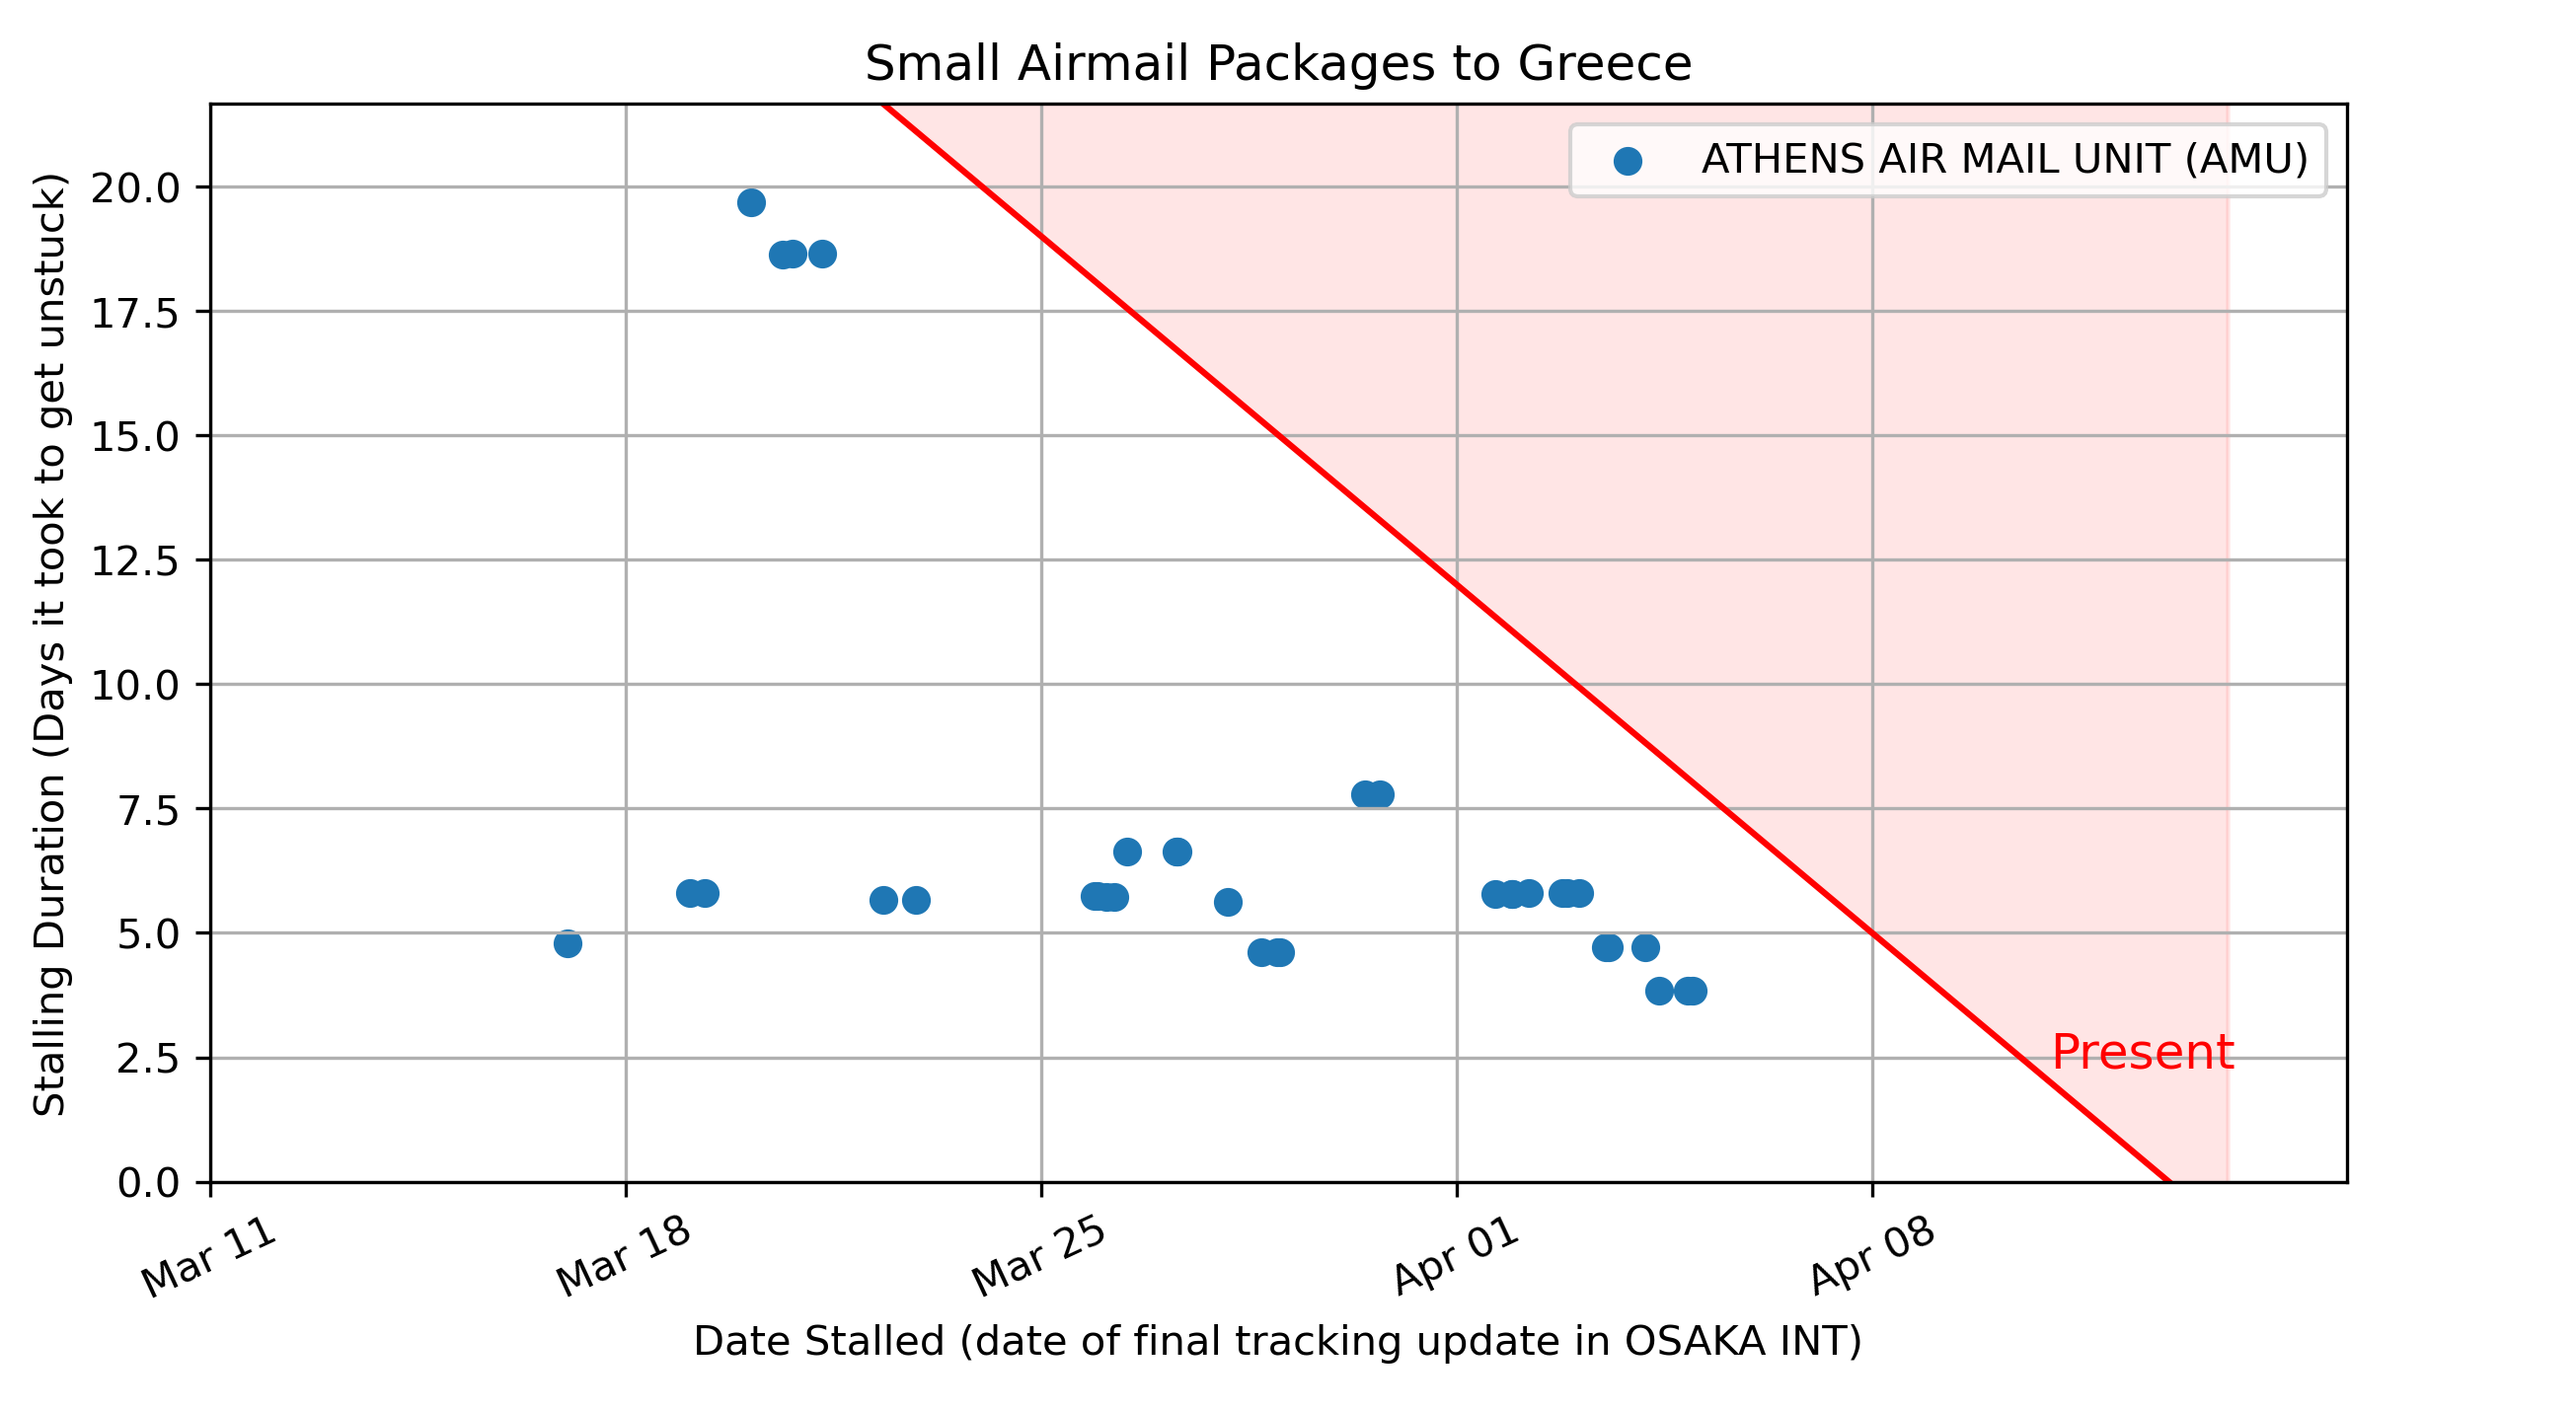 Small Airmail Packages to Greece
ATHENS AIR MAIL UNIT (AMU)
Stalling Duration (Days it took to get unstuck)
20.0
17.5
15.0
12.5
10.0
7.5
5.0
2.5
0.0
Present
Mar 11
Mar 18
Mar 25
Apr 01
Apr 08
Date Stalled (date of final tracking update in OSAKA INT)